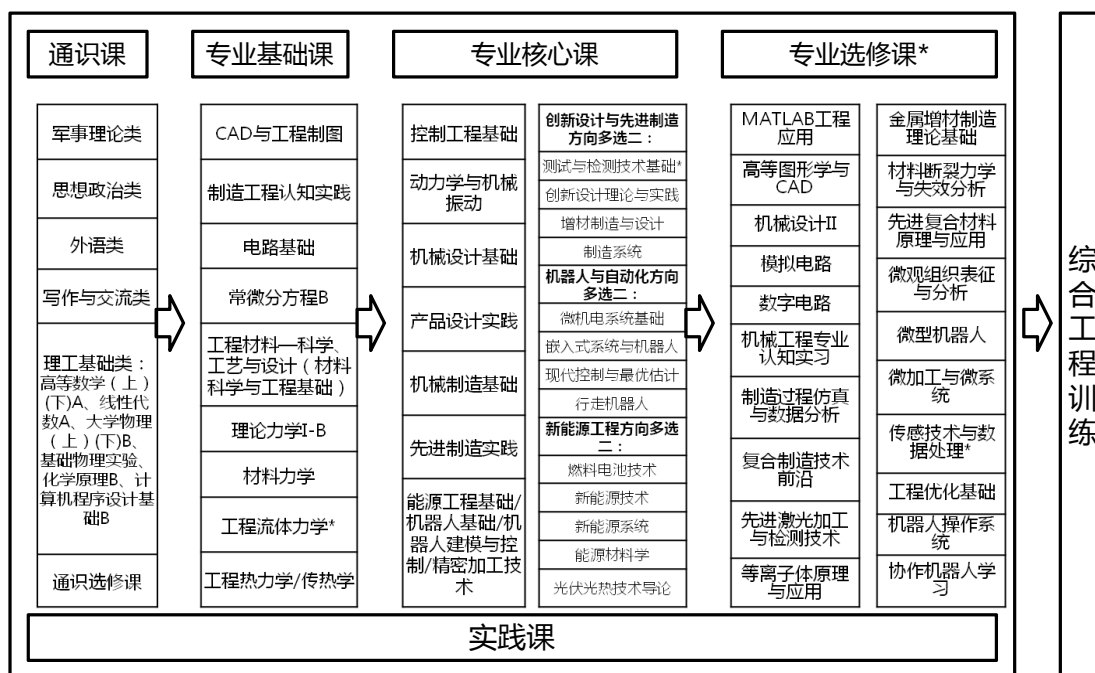 通识课
专业基础课
专业核心课
专业选修课*
军事理论类
思想政治类
外语类
写作与交流类
理工基础类：
高等数学（上）
(下)A、线性代
数A、大学物理
（上）(下)B、
基础物理实验、
化学原理B、计
算机程序设计基
础B
通识选修课
CAD与工程制图
制造工程认知实践
电路基础
常微分方程B
工程材料—科学、
工艺与设计（材料
科学与工程基础）
理论力学I-B
材料力学
工程流体力学*
工程热力学/传热学
控制工程基础
动力学与机械
振动
机械设计基础
产品设计实践
机械制造基础
先进制造实践
能源工程基础/
机器人基础/机
器人建模与控
制/精密加工技
术
创新设计与先进制造
方向多选二：
测试与检测技术基础*
创新设计理论与实践
增材制造与设计
制造系统
机器人与自动化方向
多选二：
微机电系统基础
嵌入式系统与机器人
现代控制与最优估计
行走机器人
新能源工程方向多选
二：
燃料电池技术
新能源技术
新能源系统
能源材料学
光伏光热技术导论
MATLAB工程
应用
高等图形学与
CAD
机械设计II
模拟电路
数字电路
机械工程专业
认知实习
制造过程仿真
与数据分析
复合制造技术
前沿
先进激光加工
与检测技术
等离子体原理
与应用
金属增材制造
理论基础
材料断裂力学
与失效分析
先进复合材料
原理与应用
微观组织表征
与分析
微型机器人
微加工与微系
统
传感技术与数
据处理*
工程优化基础
机器人操作系
统
协作机器人学
习
实践课
综
合
工
程
训
练